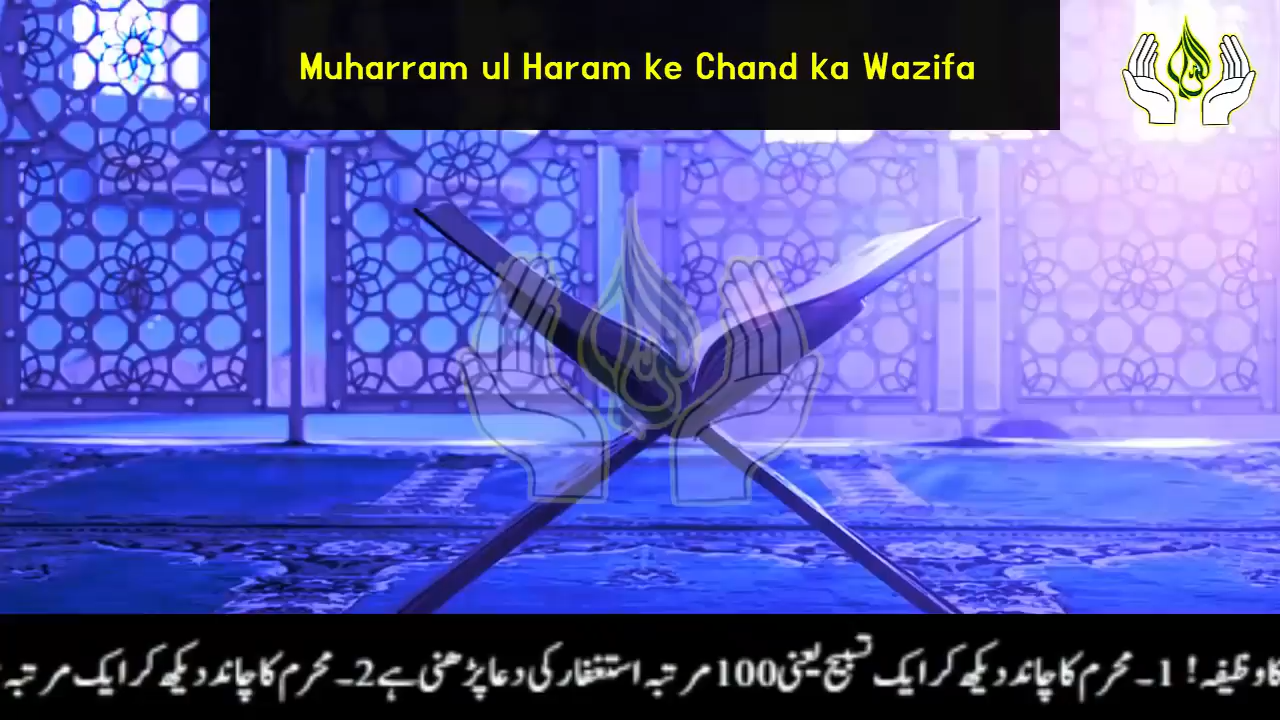 Muharram ul Haram ke Chand ka Wazifa
کا وظیفہ! 1۔ محرم کا چاند دیکھ کر ایک تسبیح یعنی 100 مرتبہ استغفار کی دعا پڑھنی ہے 2۔ محرم کا چاند دیکھ کر ایک مرتبہ